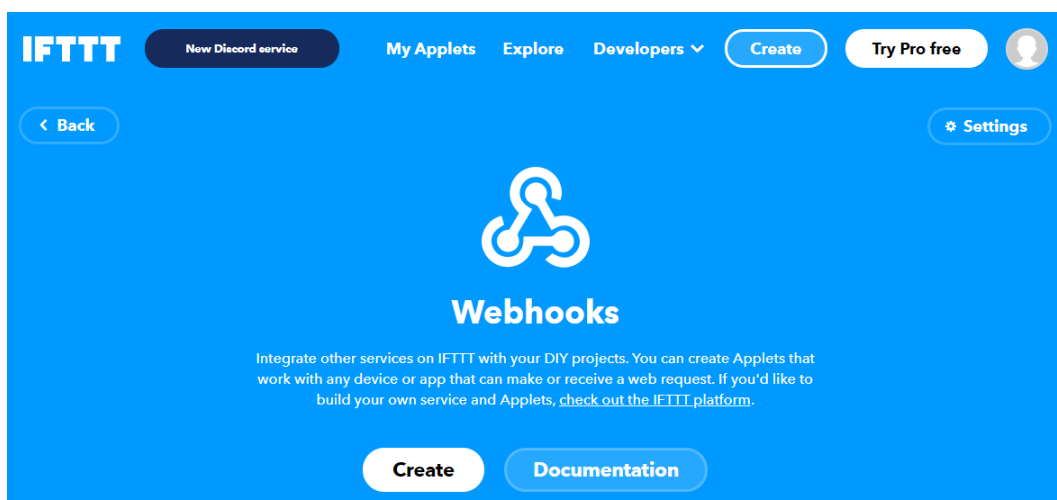 IFTTT
New Discord service
My Applets
Explore
Developers
Create
Try Pro free
Back
Settings
Webhooks
Integrate other services on IFTTT with your DIY projects. You can create Applets that
work with any device or app that can make or receive a web request. If you'd like to
build your own service and Applets, check out the IFTTT platform.
Create
Documentation